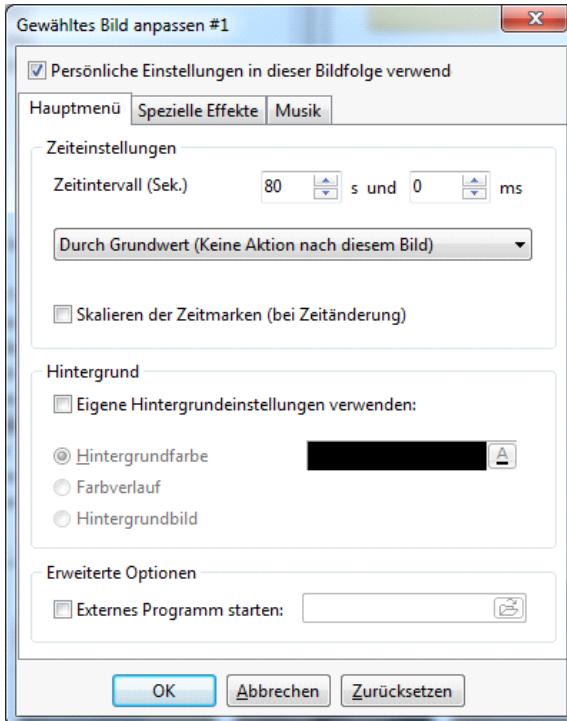 Gewähltes Bild anpassen #1
Persönliche Einstellungen in dieser Bildfolge verwend
Hauptmenü Spezielle Effekte Musik
Zeiteinstellungen
Zeitintervall (Sek.) 80 s und 0 ms
Durch Grundwert (Keine Aktion nach diesem Bild)
Skalieren der Zeitmarken (bei Zeitänderung)
Hintergrund
Eigene Hintergrundeinstellungen verwenden:
Hintergrundfarbe A
Farbverlauf
Hintergrundbild
Erweiterte Optionen
Externes Programm starten:
OK Abbrechen Zurücksetzen